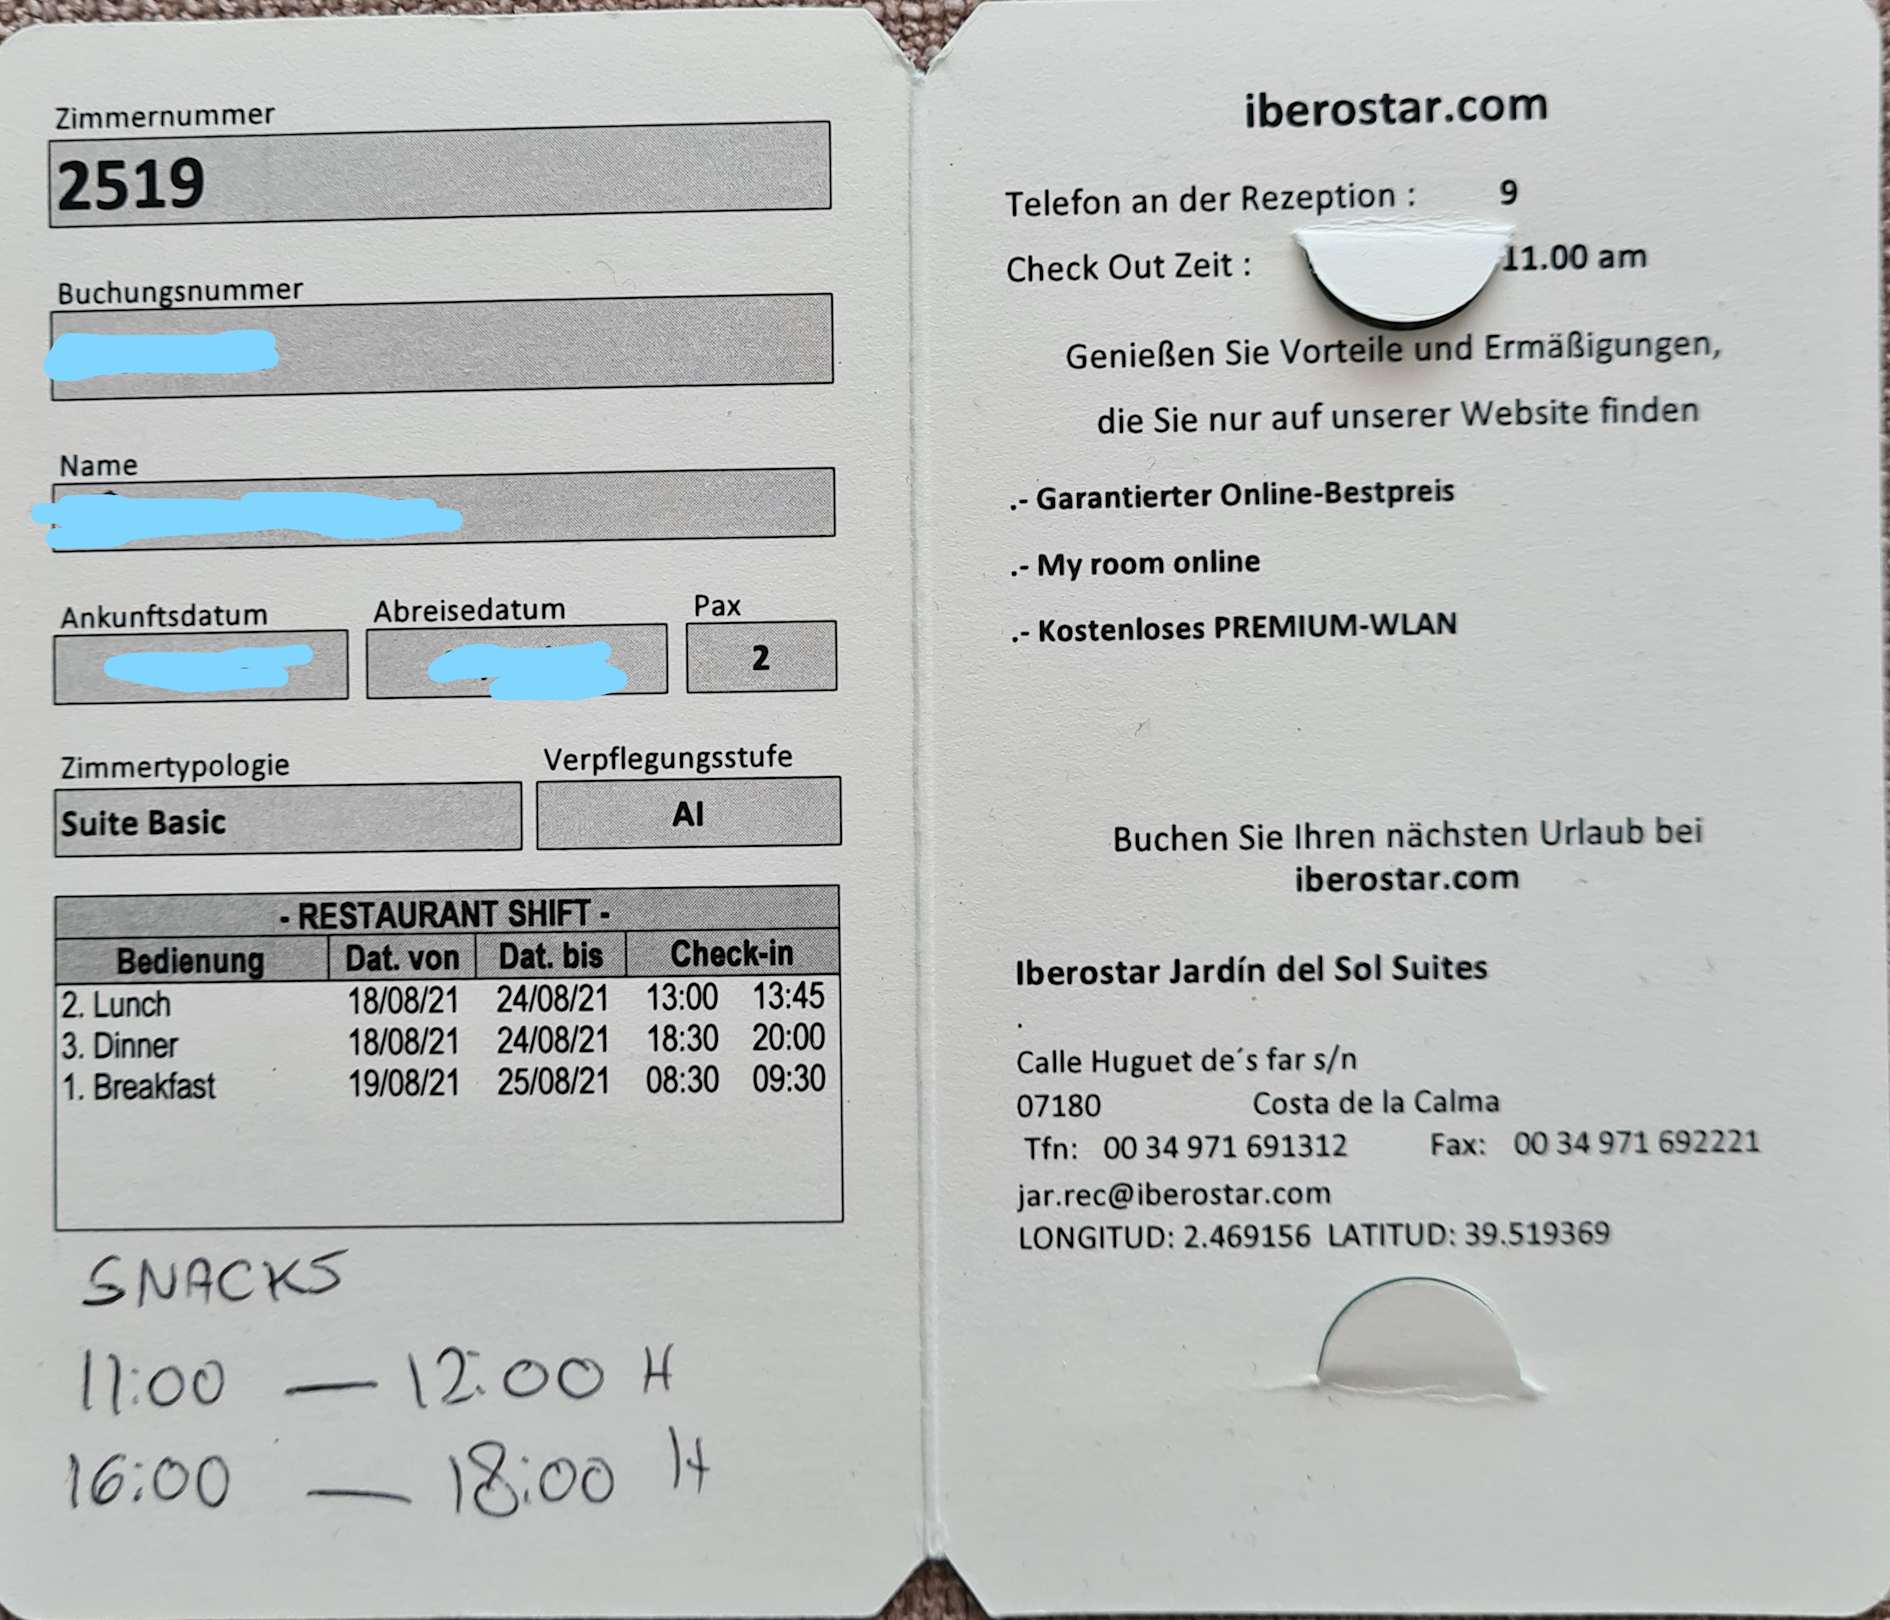 Zimmernummer
2519
Buchungsnummer
Name
Ankunftsdatum Abreisedatum Pax
2
Zimmertypologie Verpflegungsstufe
Suite Basic AI
- RESTAURANT SHIFT -
Bedienung Dat. von Dat. bis Check-in
2. Lunch 18/08/21 24/08/21 13:00 13:45
3. Dinner 18/08/21 24/08/21 18:30 20:00
1. Breakfast 19/08/21 25/08/21 08:30 09:30
SNACKS
11:00 — 12:00 H
16:00 — 18:00 H
iberostar.com
Telefon an der Rezeption : 9
Check Out Zeit : 11.00 am
Genießen Sie Vorteile und Ermäßigungen,
die Sie nur auf unserer Website finden
.- Garantierter Online-Bestpreis
.- My room online
.- Kostenloses PREMIUM-WLAN
Buchen Sie Ihren nächsten Urlaub bei
iberostar.com
Iberostar Jardín del Sol Suites
.
Calle Huguet de´s far s/n
07180 Costa de la Calma
Tfn: 00 34 971 691312 Fax: 00 34 971 692221
jar.rec@iberostar.com
LONGITUD: 2.469156 LATITUD: 39.519369